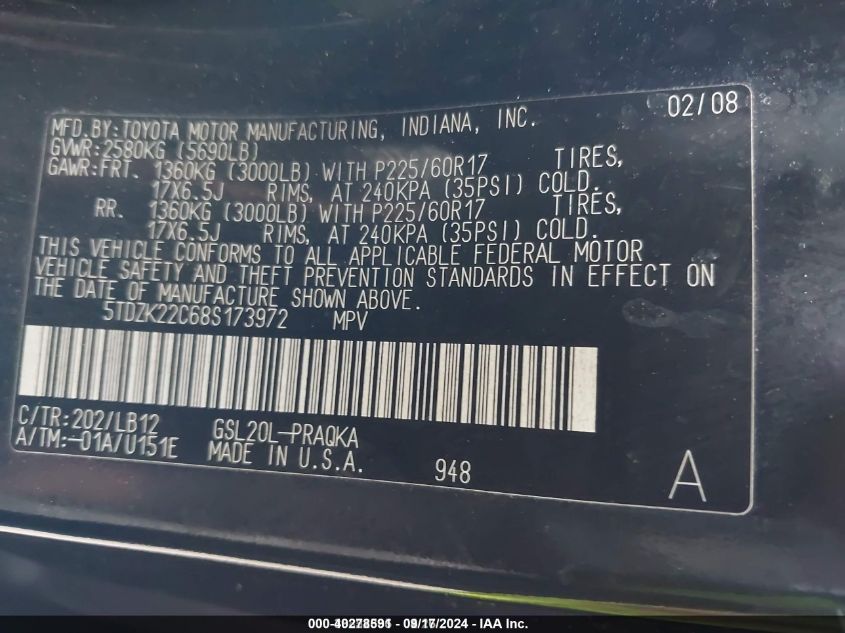 02/08
MFD.BY:TOYOTA MOTOR MANUFACTURING, INDIANA, INC.
GVWR:2580KG (5690LB)
GAWR:FRT. 1360KG (3000LB) WITH P225/60R17 TIRES,
17X6.5J RIMS, AT 240KPA (35PSI) COLD.
RR. 1360KG (3000LB) WITH P225/60R17 TIRES,
17X6.5J RIMS, AT 240KPA (35PSI) COLD.
THIS VEHICLE CONFORMS TO ALL APPLICABLE FEDERAL MOTOR
VEHICLE SAFETY AND THEFT PREVENTION STANDARDS IN EFFECT ON
THE DATE OF MANUFACTURE SHOWN ABOVE.
5TDZK22C68S173972 MPV
C/TR:202/LB12 GSL20L-PRAQKA
A/TM:-01A/U151E MADE IN U.S.A. 948 A
/2024 - IAA Inc.